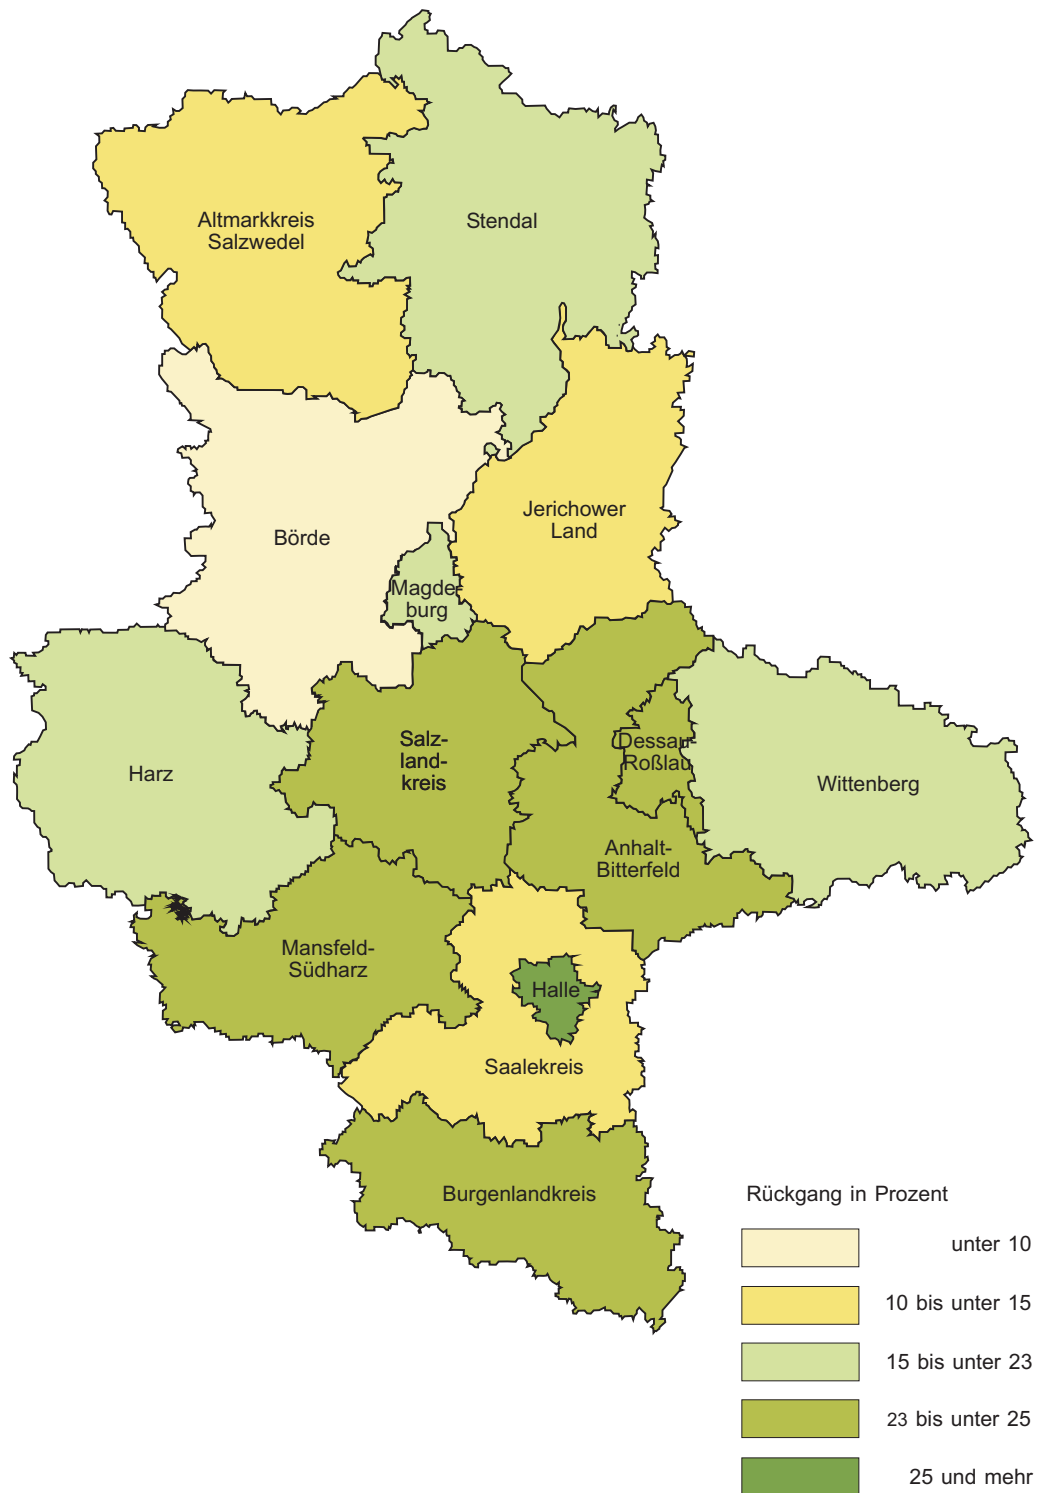 Altmarkkreis
Salzwedel
Stendal
Jerichower
Land
Börde
Magde-
burg
Salz-
land-
kreis
Dessau-
Roßlau
Harz
Wittenberg
Anhalt-
Bitterfeld
Mansfeld-
Südharz
Halle
Saalekreis
Burgenlandkreis
Rückgang in Prozent
unter 10
10 bis unter 15
15 bis unter 23
23 bis unter 25
25 und mehr